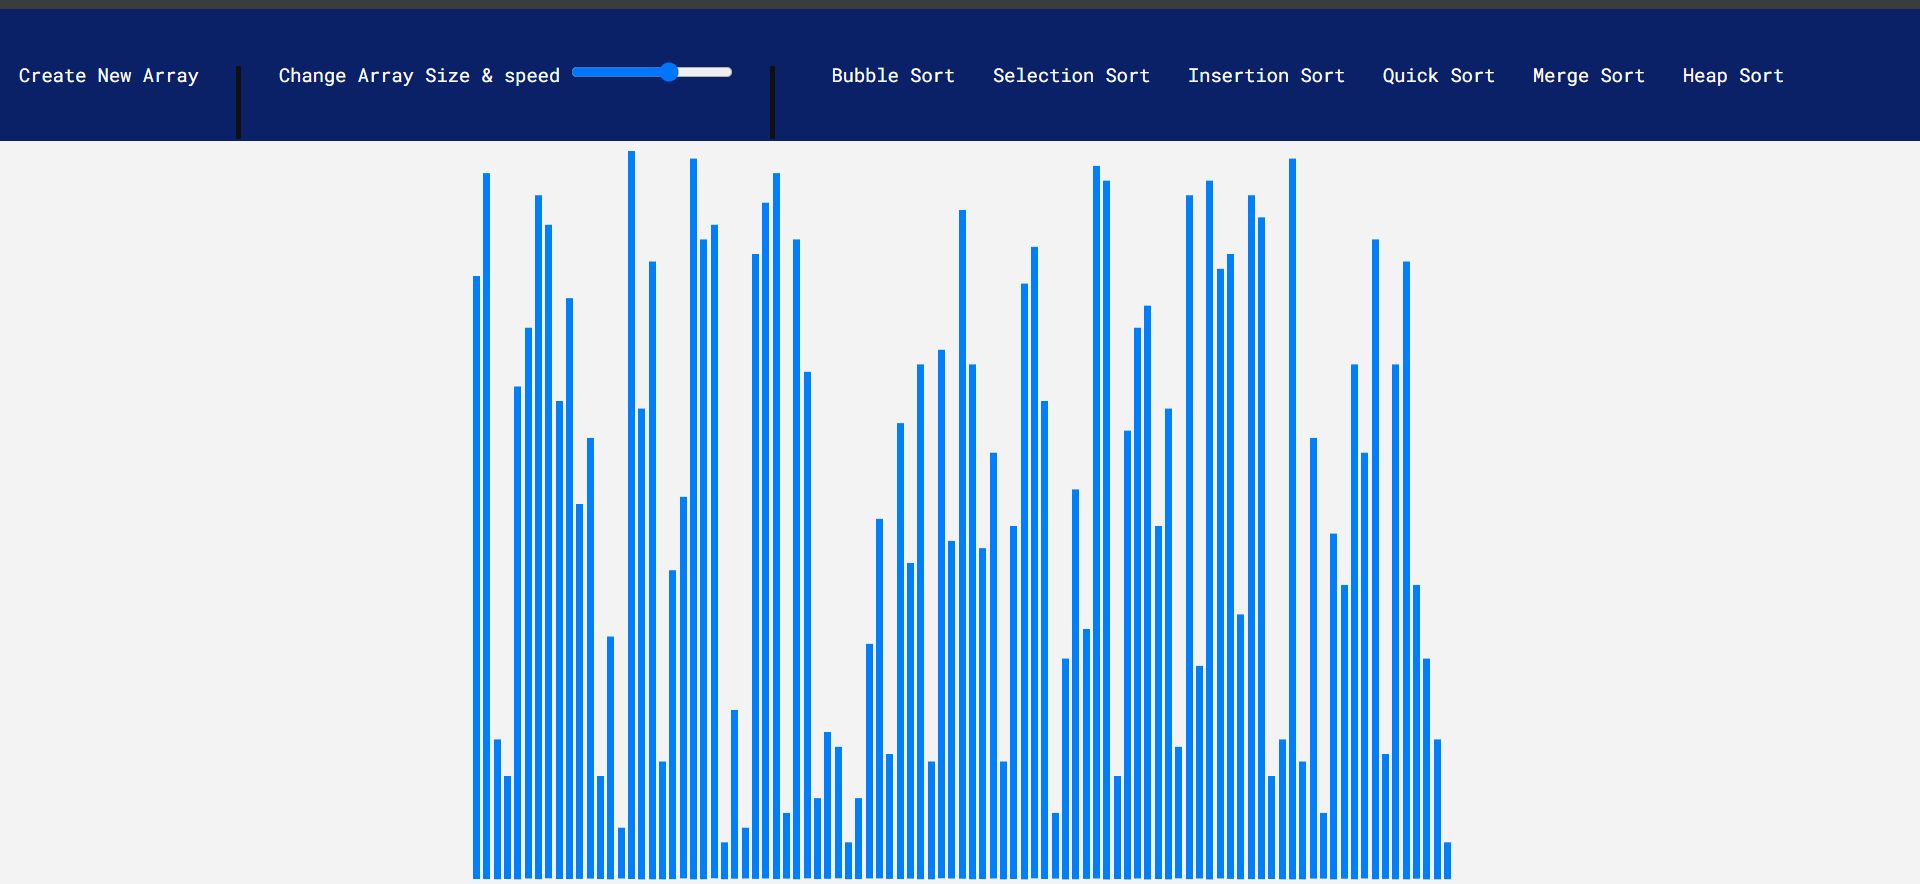 Create New Array
Change Array Size & speed
Bubble Sort
Selection Sort
Insertion Sort
Quick Sort
Merge Sort
Heap Sort